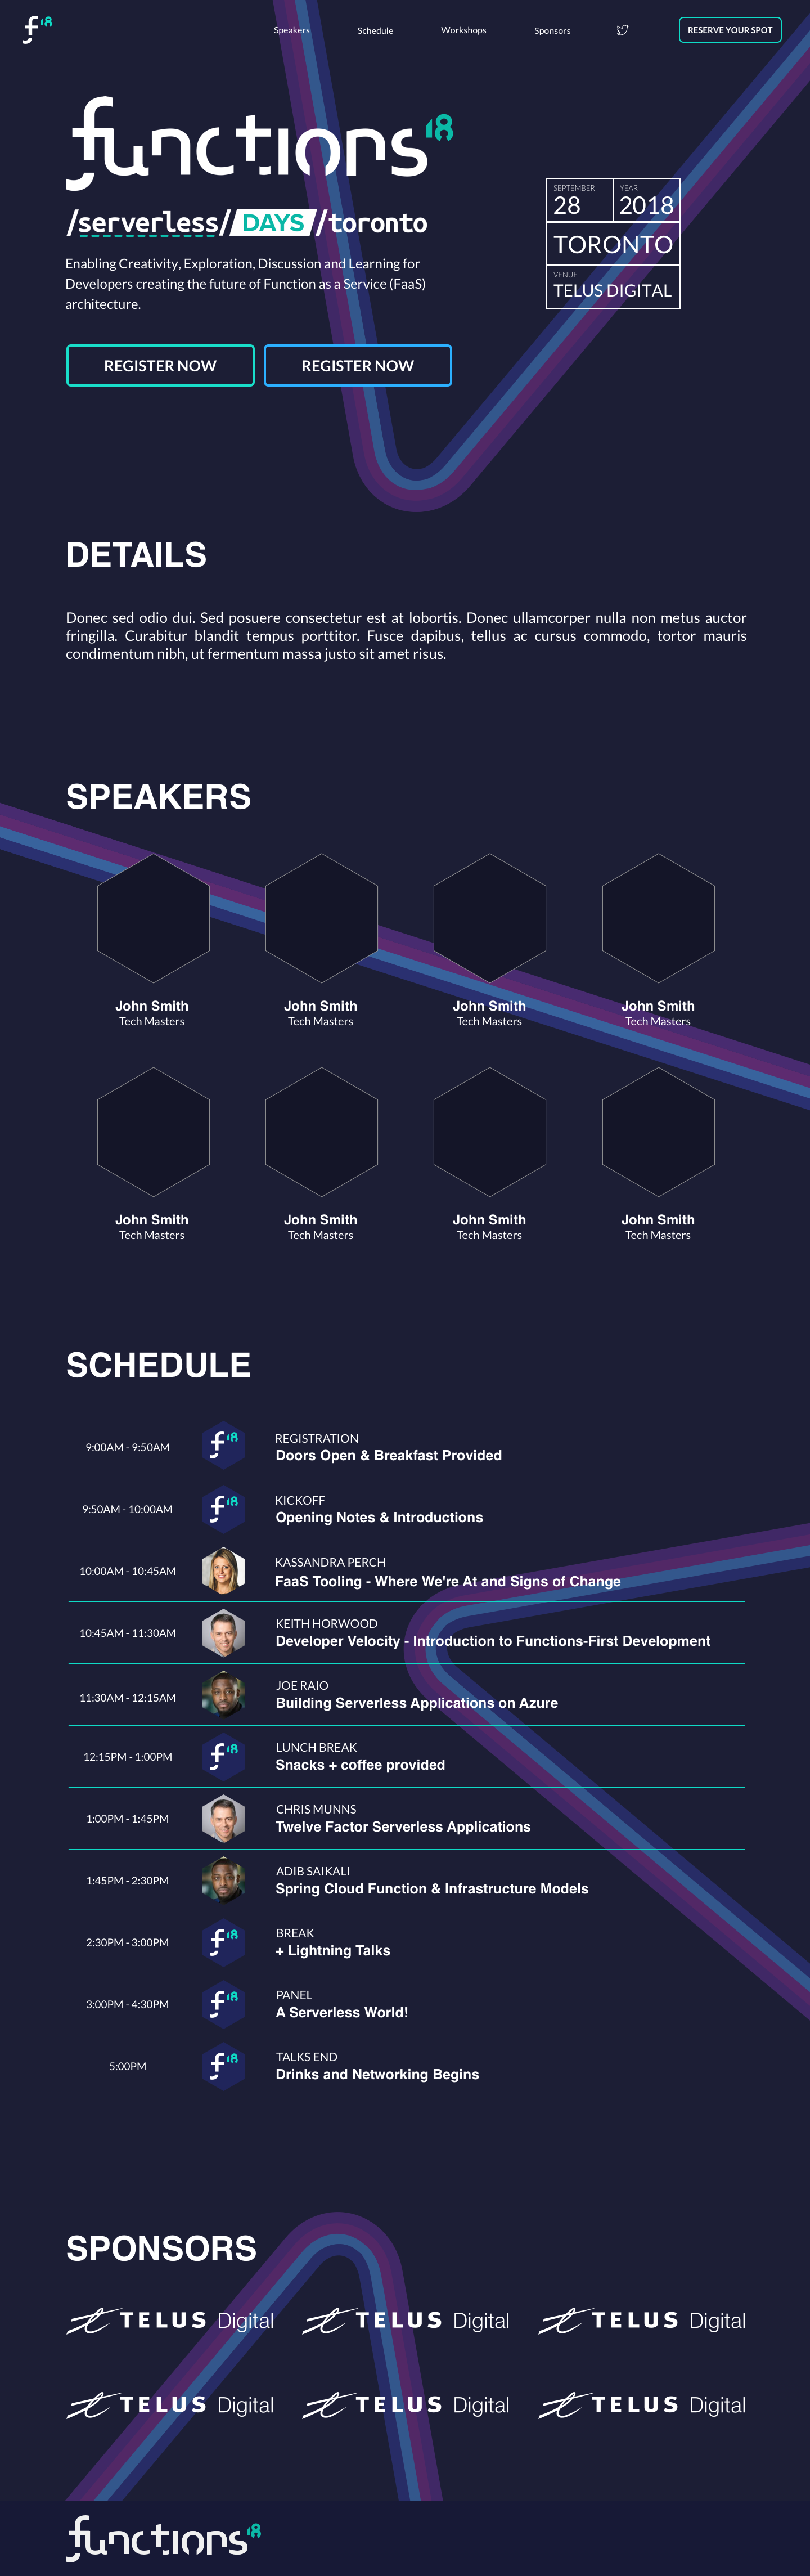 f18
Speakers Schedule Workshops Sponsors RESERVE YOUR SPOT
functions18
/serverless//DAYS/toronto
Enabling Creativity, Exploration, Discussion and Learning for
Developers creating the future of Function as a Service (FaaS)
architecture.
REGISTER NOW REGISTER NOW
SEPTEMBER YEAR
28 2018
TORONTO
VENUE
TELUS DIGITAL
DETAILS
Donec sed odio dui. Sed posuere consectetur est at lobortis. Donec ullamcorper nulla non metus auctor
fringilla. Curabitur blandit tempus porttitor. Fusce dapibus, tellus ac cursus commodo, tortor mauris
condimentum nibh, ut fermentum massa justo sit amet risus.
SPEAKERS
John Smith John Smith John Smith John Smith
Tech Masters Tech Masters Tech Masters Tech Masters
John Smith John Smith John Smith John Smith
Tech Masters Tech Masters Tech Masters Tech Masters
SCHEDULE
9:00AM - 9:50AM
f18
REGISTRATION
Doors Open & Breakfast Provided
9:50AM - 10:00AM
f18
KICKOFF
Opening Notes & Introductions
10:00AM - 10:45AM
KASSANDRA PERCH
FaaS Tooling - Where We're At and Signs of Change
10:45AM - 11:30AM
KEITH HORWOOD
Developer Velocity - Introduction to Functions-First Development
11:30AM - 12:15AM
JOE RAIO
Building Serverless Applications on Azure
12:15PM - 1:00PM
f18
LUNCH BREAK
Snacks + coffee provided
1:00PM - 1:45PM
CHRIS MUNNS
Twelve Factor Serverless Applications
1:45PM - 2:30PM
ADIB SAIKALI
Spring Cloud Function & Infrastructure Models
2:30PM - 3:00PM
f18
BREAK
+ Lightning Talks
3:00PM - 4:30PM
f18
PANEL
A Serverless World!
5:00PM
f18
TALKS END
Drinks and Networking Begins
SPONSORS
TELUS Digital TELUS Digital TELUS Digital
TELUS Digital TELUS Digital TELUS Digital
functions18